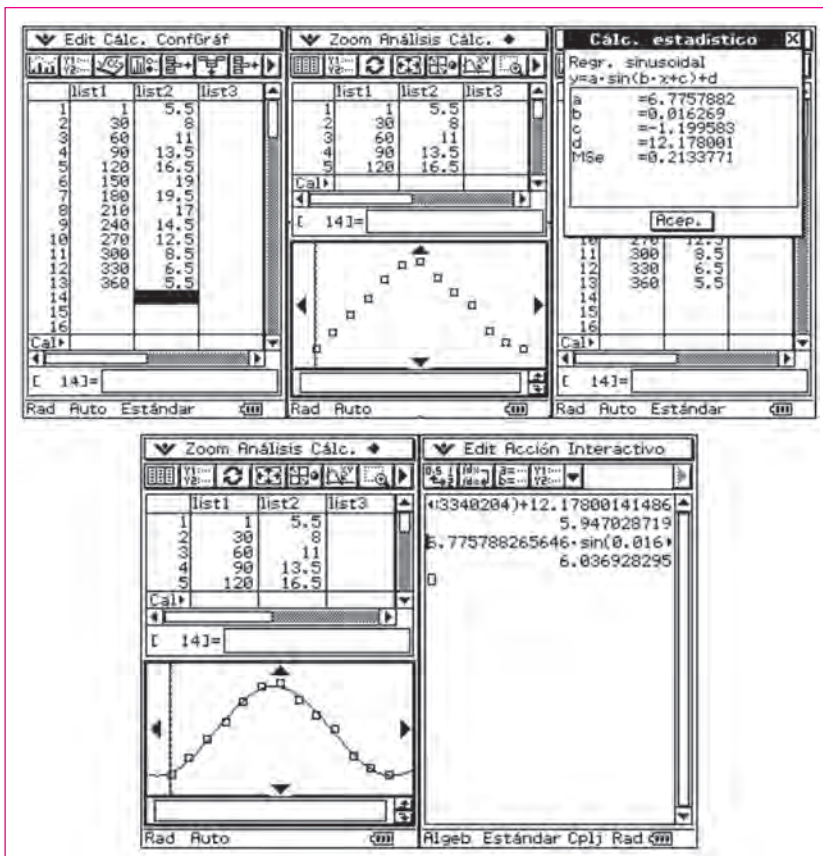 Edit Cálc. ConfGráf
list1 list2 list3
1 1 5.5
2 30 8
3 60 11
4 90 13.5
5 120 16.5
6 150 19
7 180 19.5
8 210 17
9 240 14.5
10 270 12.5
11 300 8.5
12 330 6.5
13 360 5.5
14
15
16
Cal
[ 14]=
Rad Auto Estándar
Zoom Análisis Cálc.
list1 list2 list3
1 1 5.5
2 30 8
3 60 11
4 90 13.5
5 120 16.5
Cal
[ 14]=
Rad Auto
Cálc. estadístico
Regr. sinusoidal
y=a·sin(b·x+c)+d
a =6.7757882
b =0.016269
c =-1.199583
d =12.178001
MSe =0.2133771
Acep.
10 270 12.5
11 300 8.5
12 330 6.5
13 360 5.5
14
15
16
Cal
[ 14]=
Rad Auto Estándar
Zoom Análisis Cálc.
list1 list2 list3
1 1 5.5
2 30 8
3 60 11
4 90 13.5
5 120 16.5
Cal
[ 14]=
Rad Auto
Edit Acción Interactivo
3340204)+12.17800141486
5.947028719
6.775788265646·sin(0.016
6.036928295
Algeb Estándar Cplj Rad